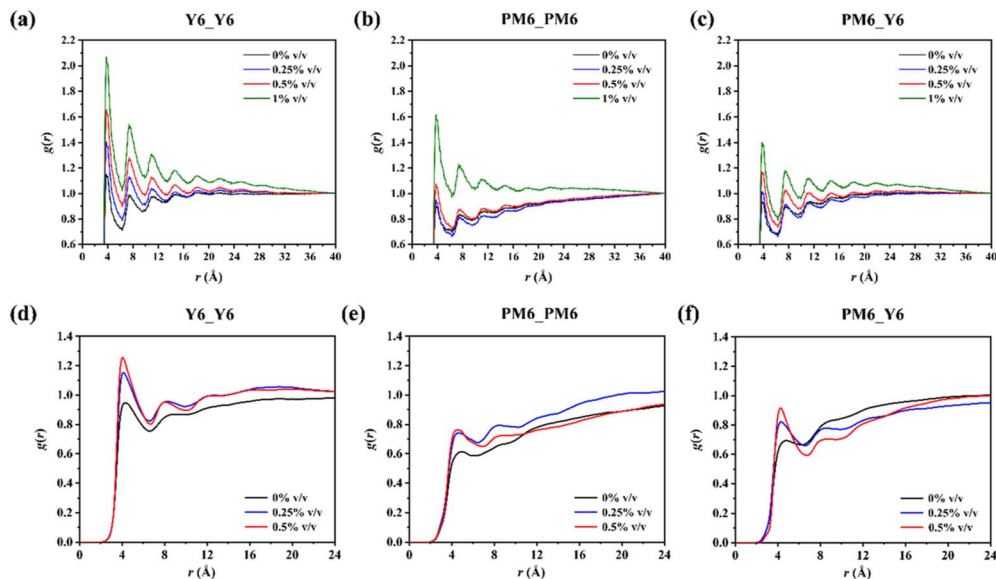 (a) Y6_Y6
g(r)
2.2
2.0
1.8
1.6
1.4
1.2
1.0
0.8
0.6
0% v/v
0.25% v/v
0.5% v/v
1% v/v
0 4 8 12 16 20 24 28 32 36 40
r (Å)
(b) PM6_PM6
g(r)
2.2
2.0
1.8
1.6
1.4
1.2
1.0
0.8
0.6
0% v/v
0.25% v/v
0.5% v/v
1% v/v
0 4 8 12 16 20 24 28 32 36 40
r (Å)
(c) PM6_Y6
g(r)
2.2
2.0
1.8
1.6
1.4
1.2
1.0
0.8
0.6
0% v/v
0.25% v/v
0.5% v/v
1% v/v
0 4 8 12 16 20 24 28 32 36 40
r (Å)
(d) Y6_Y6
g(r)
1.4
1.2
1.0
0.8
0.6
0.4
0.2
0.0
0% v/v
0.25% v/v
0.5% v/v
0 4 8 12 16 20 24
r (Å)
(e) PM6_PM6
g(r)
1.4
1.2
1.0
0.8
0.6
0.4
0.2
0.0
0% v/v
0.25% v/v
0.5% v/v
0 4 8 12 16 20 24
r (Å)
(f) PM6_Y6
g(r)
1.4
1.2
1.0
0.8
0.6
0.4
0.2
0.0
0% v/v
0.25% v/v
0.5% v/v
0 4 8 12 16 20 24
r (Å)